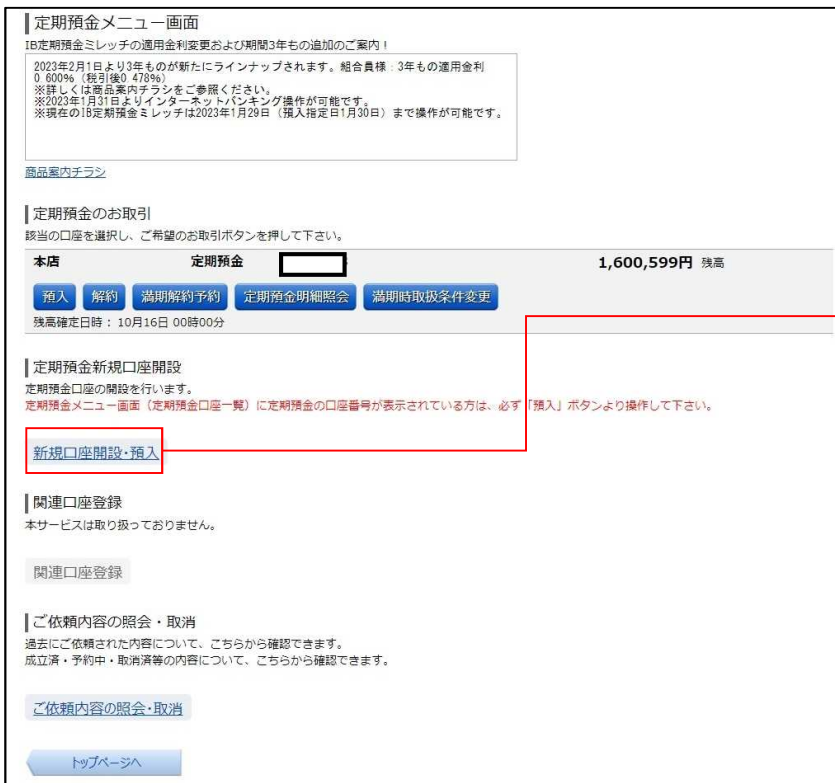 定期預金メニュー画面
IB定期預金ミレッチの適用金利変更および期間3年もの追加のご案内！
2023年2月1日より3年ものが新たにラインナップされます。組合員様：3年もの適用金利
0.600%（税引後0.478%）
※詳しくは商品案内チラシをご参照ください。
※2023年1月31日よりインターネットバンキング操作が可能です。
※現在のIB定期預金ミレッチは2023年1月29日（預入指定日1月30日）まで操作が可能です。
商品案内チラシ
定期預金のお取引
該当の口座を選択し、ご希望のお取引ボタンを押して下さい。
本店 定期預金 1,600,599円 残高
預入 解約 満期解約予約 定期預金明細照会 満期時取扱条件変更
残高確定日時： 10月16日 00時00分
定期預金新規口座開設
定期預金口座の開設を行います。
定期預金メニュー画面（定期預金口座一覧）に定期預金の口座番号が表示されている方は、必ず「預入」ボタンより操作して下さい。
新規口座開設・預入
関連口座登録
本サービスは取り扱っておりません。
関連口座登録
ご依頼内容の照会・取消
過去にご依頼された内容について、こちらから確認できます。
成立済・予約中・取消済等の内容について、こちらから確認できます。
ご依頼内容の照会・取消
トップページへ